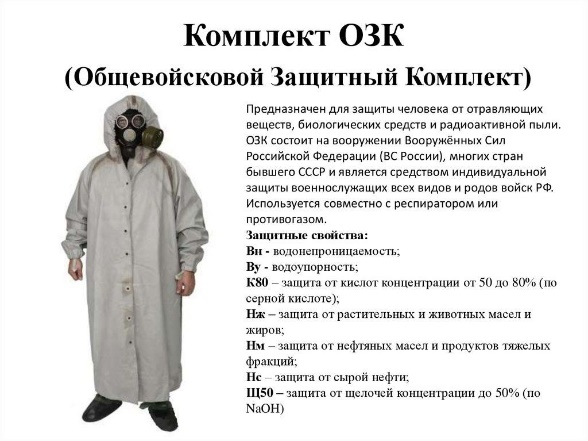 Комплект ОЗК
(Общевойсковой Защитный Комплект)
Предназначен для защиты человека от отравляющих
веществ, биологических средств и радиоактивной пыли.
ОЗК состоит на вооружении Вооружённых Сил
Российской Федерации (ВС России), многих стран
бывшего СССР и является средством индивидуальной
защиты военнослужащих всех видов и родов войск РФ.
Используется совместно с респиратором или
противогазом.
Защитные свойства:
Вн - водонепроницаемость;
Ву - водоупорность;
К80 – защита от кислот концентрации от 50 до 80% (по
серной кислоте);
Нж – защита от растительных и животных масел и
жиров;
Нм – защита от нефтяных масел и продуктов тяжелых
фракций;
Нс – защита от сырой нефти;
Щ50 – защита от щелочей концентрации до 50% (по
NaOH)